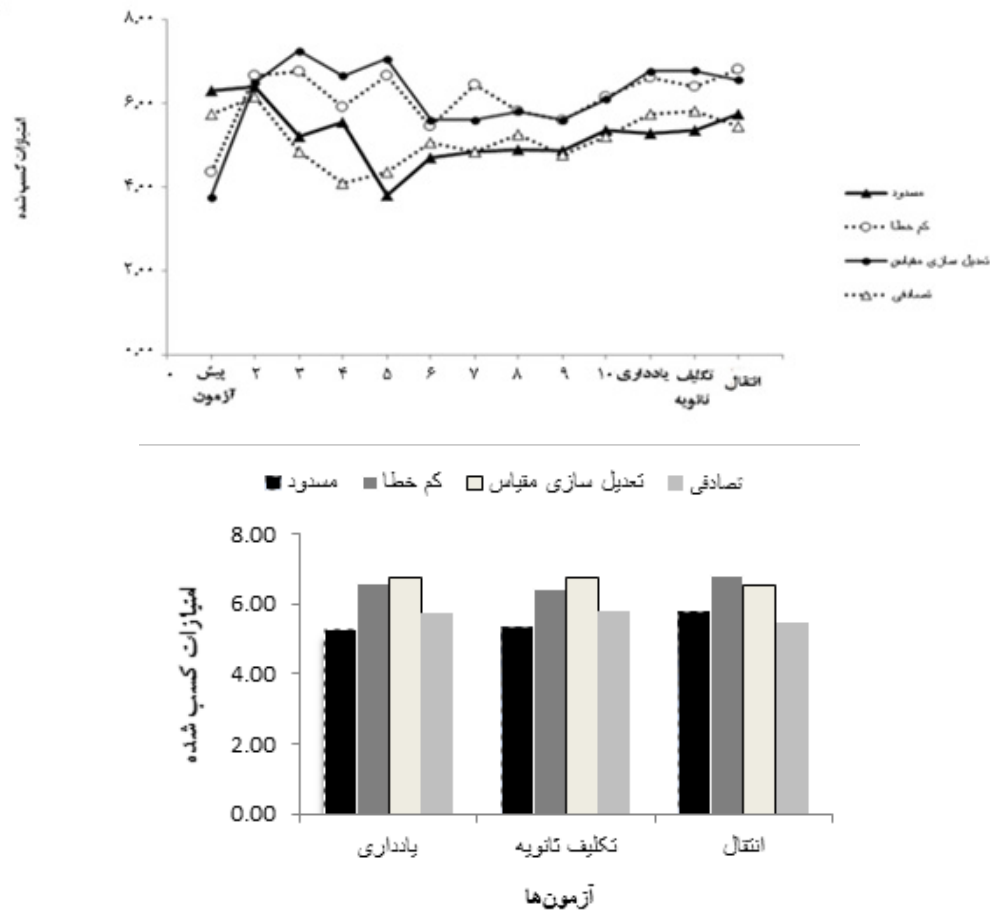 ۸,۰۰
۶,۰۰
۴,۰۰
۲,۰۰
۰,۰۰
امتیازات کسب شده
۰ پیش آزمون ۲ ۳ ۴ ۵ ۶ ۷ ۸ ۹ ۱۰ یادداری تکلیف ثانویه انتقال
مسدود
کم خطا
تعدیل سازی مقیاس
تصادفی
مسدود کم خطا تعدیل سازی مقیاس تصادفی
8.00
6.00
4.00
2.00
0.00
امتیازات کسب شده
یادداری تکلیف ثانویه انتقال
آزمون‌ها